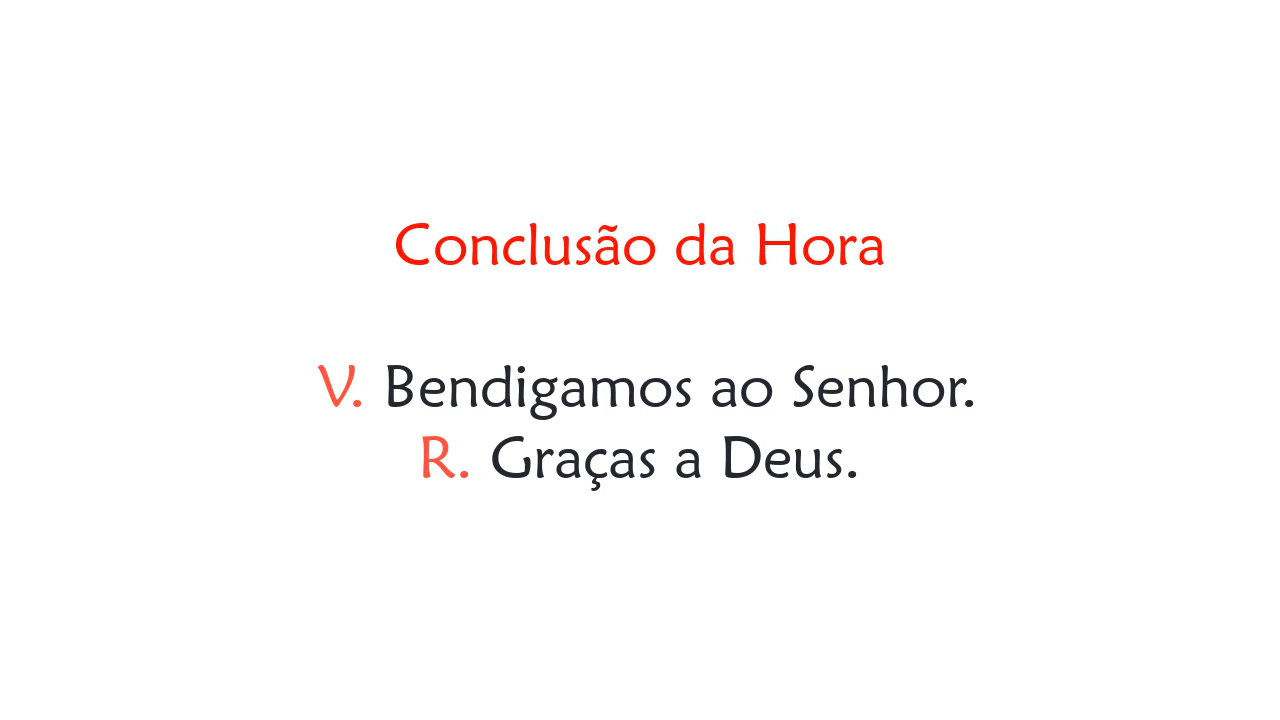 Conclusão da Hora
V. Bendigamos ao Senhor.
R. Graças a Deus.